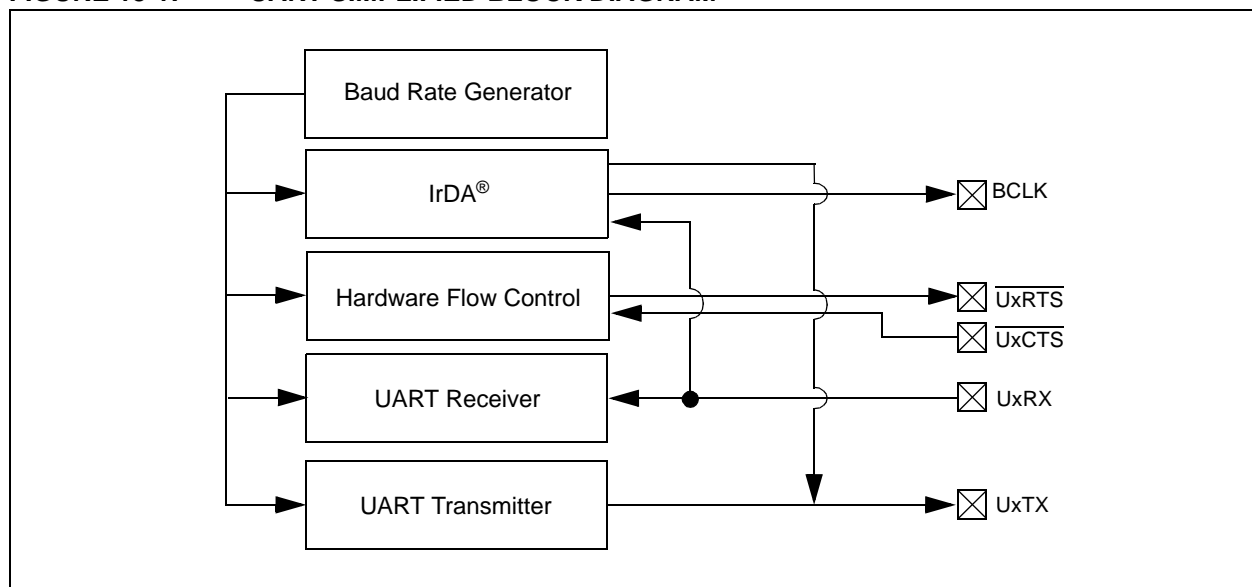 Baud Rate Generator
IrDA®
BCLK
Hardware Flow Control
UxRTS
UxCTS
UART Receiver
UxRX
UART Transmitter
UxTX